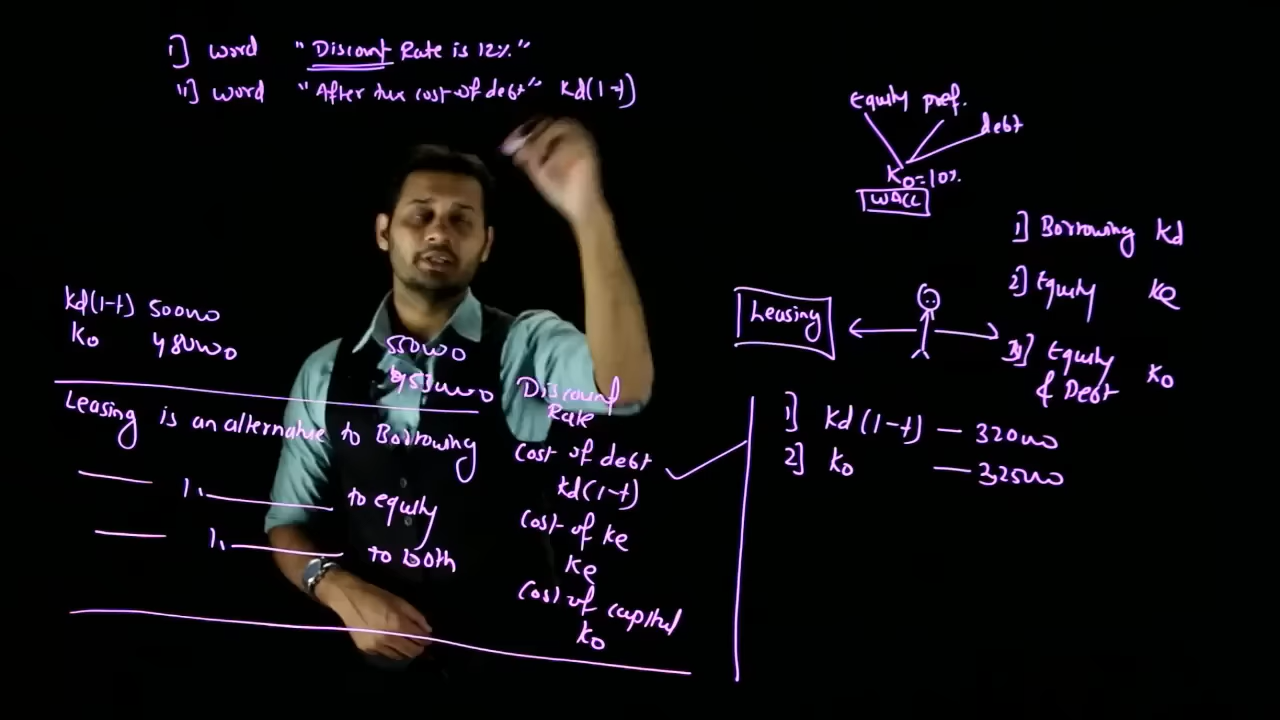 i] word "Discount Rate is 12%."
ii] word "After tax cost of debt" Kd(1-t)
Equity pref.
debt
Ko=10%.
WACC
1] Borrowing Kd
2] Equity Ke
3] Equity & Debt Ko
Leasing
Kd(1-t) 50000
Ko 48000
55000
53000
Discount Rate
Leasing is an alternative to Borrowing
Cost of debt
Kd(1-t)
to equity
Cost of Ke
Ke
to both
Cost of capital
Ko
1] Kd (1-t) — 32000
2] Ko — 32500